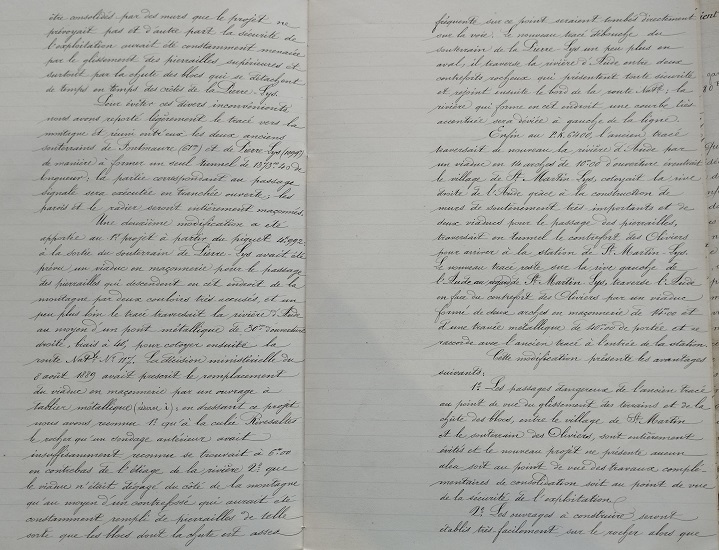 être consolidés par des murs que le projet ne
prévoyait pas et d'autre part la sécurité de
l'exploitation aurait été constamment menacée
par le glissement des pierrailles supérieures et
surtout par la chute des blocs qui se détachent
de temps en temps des crêtes de la Pierre-Lys.
Pour éviter ces divers inconvénients
nous avons reporté légèrement le tracé vers la
montagne et réuni entr'eux les deux anciens
souterrains de et de Pierre Lys
de manière à former un seul tunnel de
longueur; la partie correspondant au passage
signalé sera exécutée en tranchée ouverte; les
parois et le radier seront entièrement maçonnés.
Une deuxième modification a été
apportée au 1er projet à partir du piquet
à la sortie du souterrain de Pierre-Lys avait été
prévu un viaduc en maçonnerie pour le passage
des pierrailles qui descendent en cet endroit de la
montagne par deux couloirs très accusés, et un
peu plus loin le tracé traversait la rivière d'Aude
au moyen d'un pont métallique de 30m d'ouverture
droite, biais à 45, pour cotoyer ensuite la
route Natle No 117. La décision ministérielle du
8 août 1889 avait prescrit le remplacement
du viaduc en maçonnerie par un ouvrage à
tablier métallique; en dressant ce projet
nous avons reconnu 1o qu'à la culée Rivesaltes
le rocher qu'un sondage antérieur avait
insuffisamment reconnu se trouvait à 6m00
en contrebas de l'étiage de la rivière 2o que
le viaduc n'était dégagé du côté de la montagne
qu'au moyen d'un contrefossé qui aurait été
constamment rempli de pierrailles de telle
sorte que les blocs dont la chute est assez
fréquente sur ce point seraient tombés directement
sur la voie. Le nouveau tracé débouche du
souterrain de la Pierre Lys un peu plus en
aval; il traverse la rivière d'Aude entre deux
contreforts rocheux qui présentent toute sécurité
et rejoint ensuite le bord de la route Natle; la
rivière qui forme en cet endroit une courbe très
accentuée sera déviée à gauche de la ligne.
Enfin au P.K. 6400, l'ancien tracé
traversait de nouveau la rivière d'Aude par
un viaduc en 14 arches de 10m00 d'ouverture
le village de St Martin-Lys, cotoyait la rive
droite de l'Aude grâce à la construction de
murs de soutènement très importants et de
deux viaducs pour le passage des pierrailles,
traversait en tunnel le contrefort des Oliviers
pour arriver à la station de St Martin-Lys.
Le nouveau tracé reste sur la rive gauche de
l'Aude de St Martin-Lys, traverse l'Aude
en face du contrefort des Oliviers par un viaduc
formé de deux arches en maçonnerie de et
d'une travée métallique de 40m00 de portée et se
raccorde avec l'ancien tracé à l'entrée de la station.
Cette modification présente les avantages
suivants:
1o Les passages dangereux de l'ancien tracé
au point de vue du glissement des terrains et de la
chute des blocs, entre le village de St Martin
et le souterrain des Oliviers, sont entièrement
évités et le nouveau projet ne présente aucun
alea soit au point de vue des travaux complé-
mentaires de consolidation soit au point de vue
de la sécurité de l'exploitation.
2o Les ouvrages à construire seront
établis très-facilement sur le rocher alors que